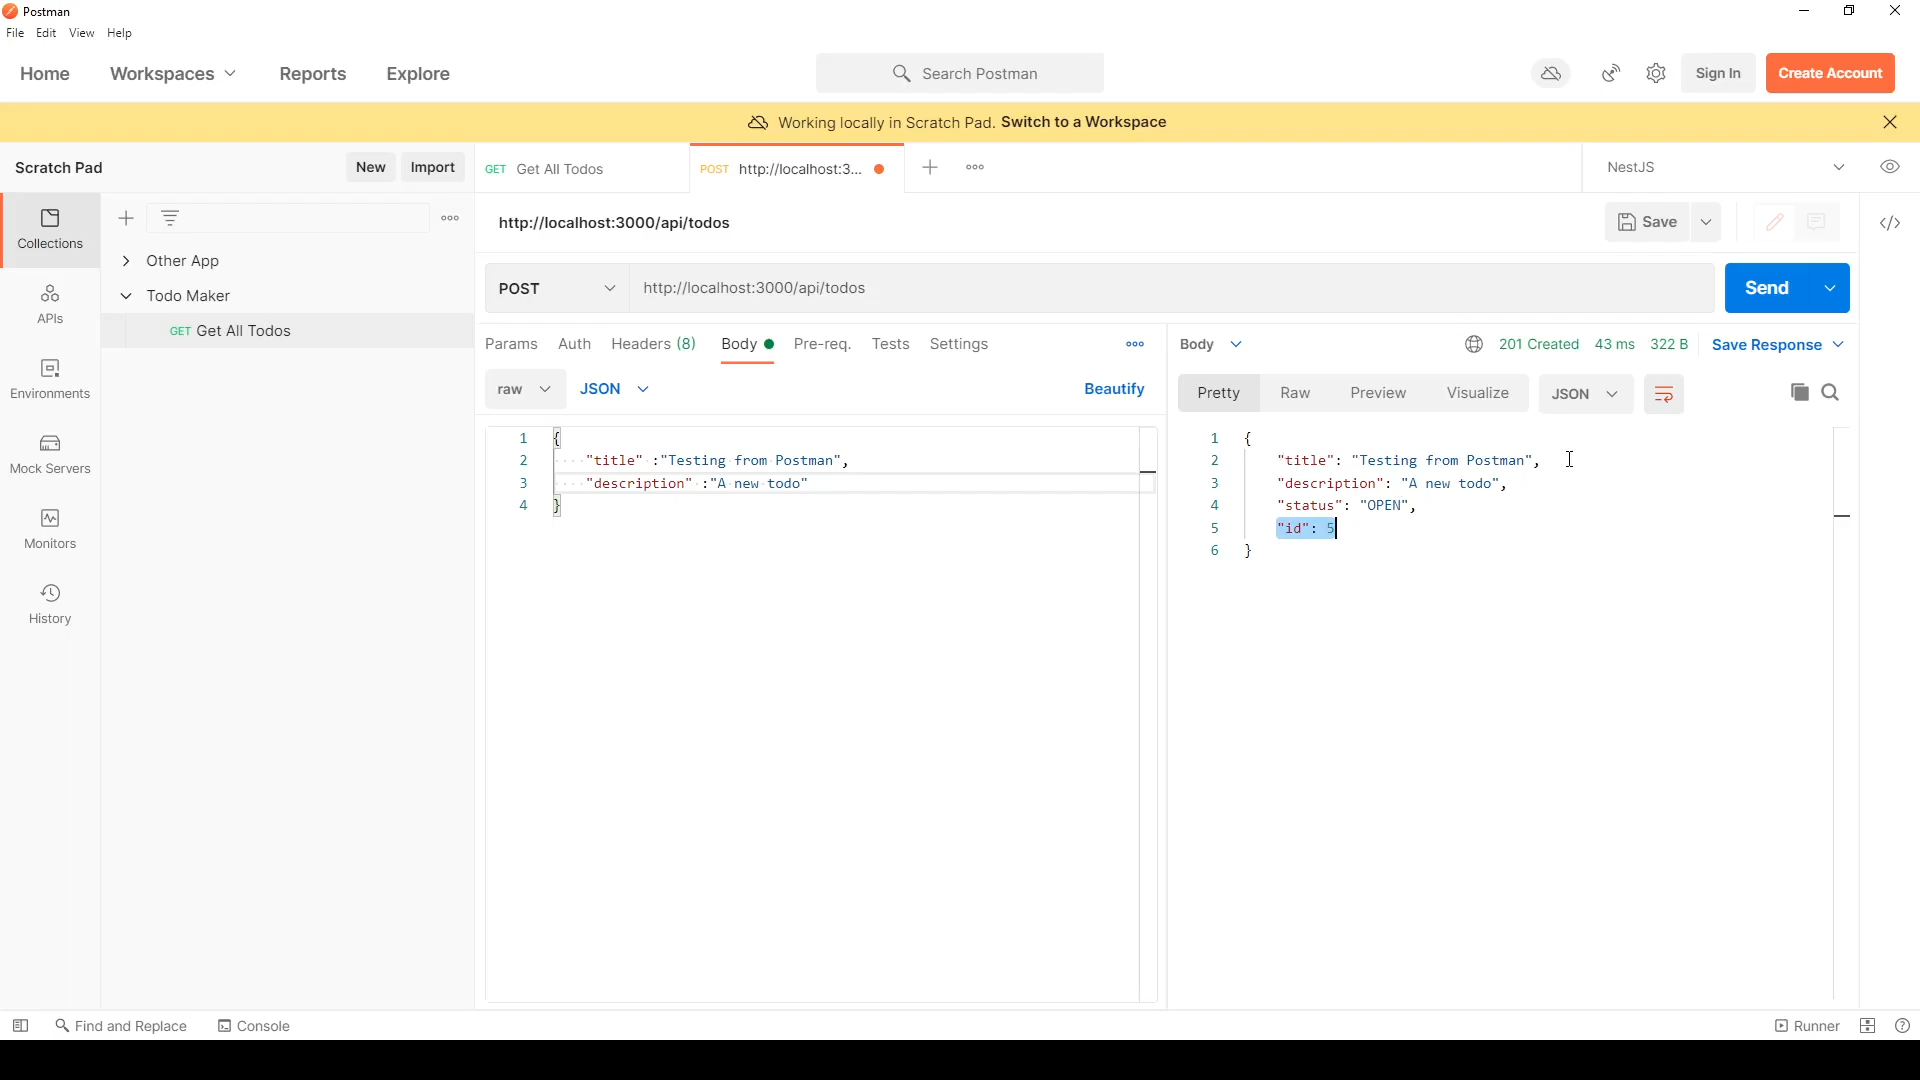 Postman
File Edit View Help
Home Workspaces Reports Explore Search Postman Sign In Create Account
Working locally in Scratch Pad. Switch to a Workspace
Scratch Pad New Import GET Get All Todos POST http://localhost:3... NestJS
Collections
APIs
Environments
Mock Servers
Monitors
History
Other App
Todo Maker
GET Get All Todos
http://localhost:3000/api/todos Save
POST http://localhost:3000/api/todos Send
Params Auth Headers (8) Body Pre-req. Tests Settings
raw JSON Beautify
1 {
2 "title" :"Testing from Postman",
3 "description" :"A new todo"
4 }
Body 201 Created 43 ms 322 B Save Response
Pretty Raw Preview Visualize JSON
1 {
2 "title": "Testing from Postman",
3 "description": "A new todo",
4 "status": "OPEN",
5 "id": 5
6 }
Find and Replace Console Runner